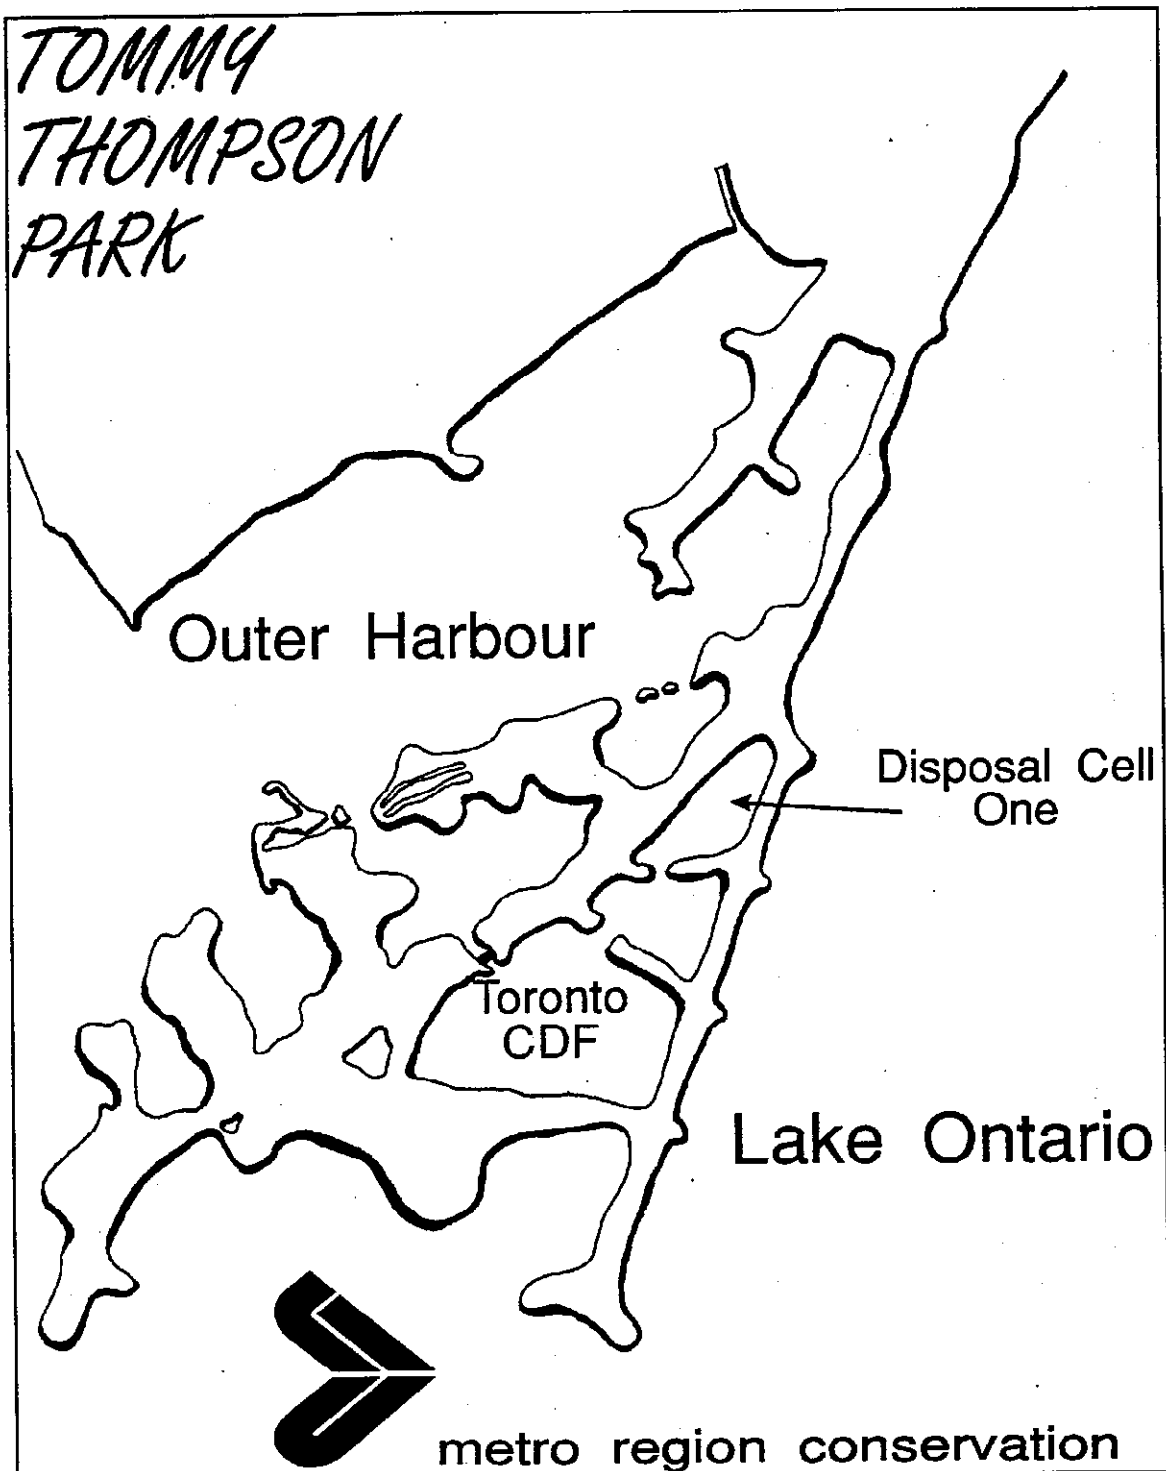 TOMMY
THOMPSON
PARK
Outer Harbour
Disposal Cell
One
Toronto
CDF
Lake Ontario
metro region conservation